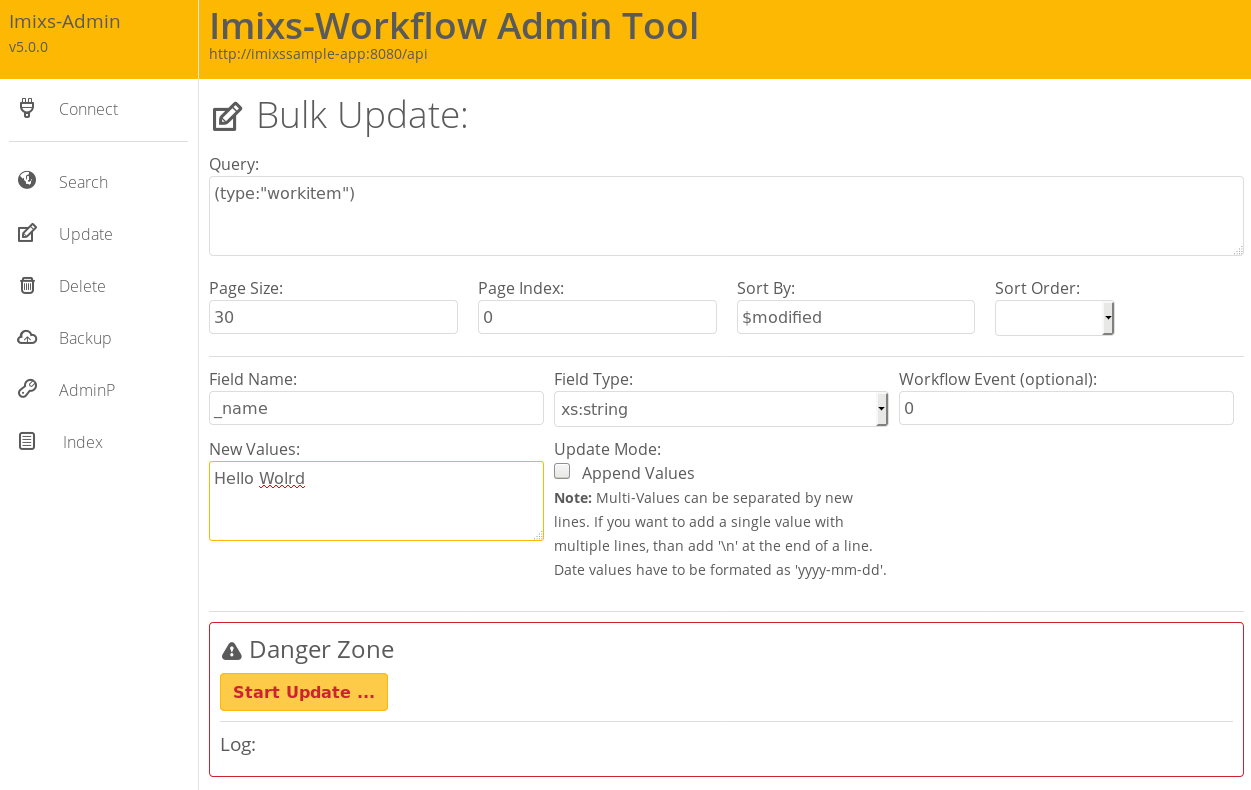 Imixs-Admin
v5.0.0
Imixs-Workflow Admin Tool
http://imixssample-app:8080/api
Connect
Search
Update
Delete
Backup
AdminP
Index
Bulk Update:
Query:
(type:"workitem")
Page Size:
Page Index:
Sort By:
Sort Order:
30
0
$modified
Field Name:
Field Type:
Workflow Event (optional):
_name
xs:string
0
New Values:
Update Mode:
Hello Wolrd
Append Values
Note: Multi-Values can be separated by new
lines. If you want to add a single value with
multiple lines, than add '\n' at the end of a line.
Date values have to be formated as 'yyyy-mm-dd'.
Danger Zone
Start Update ...
Log: